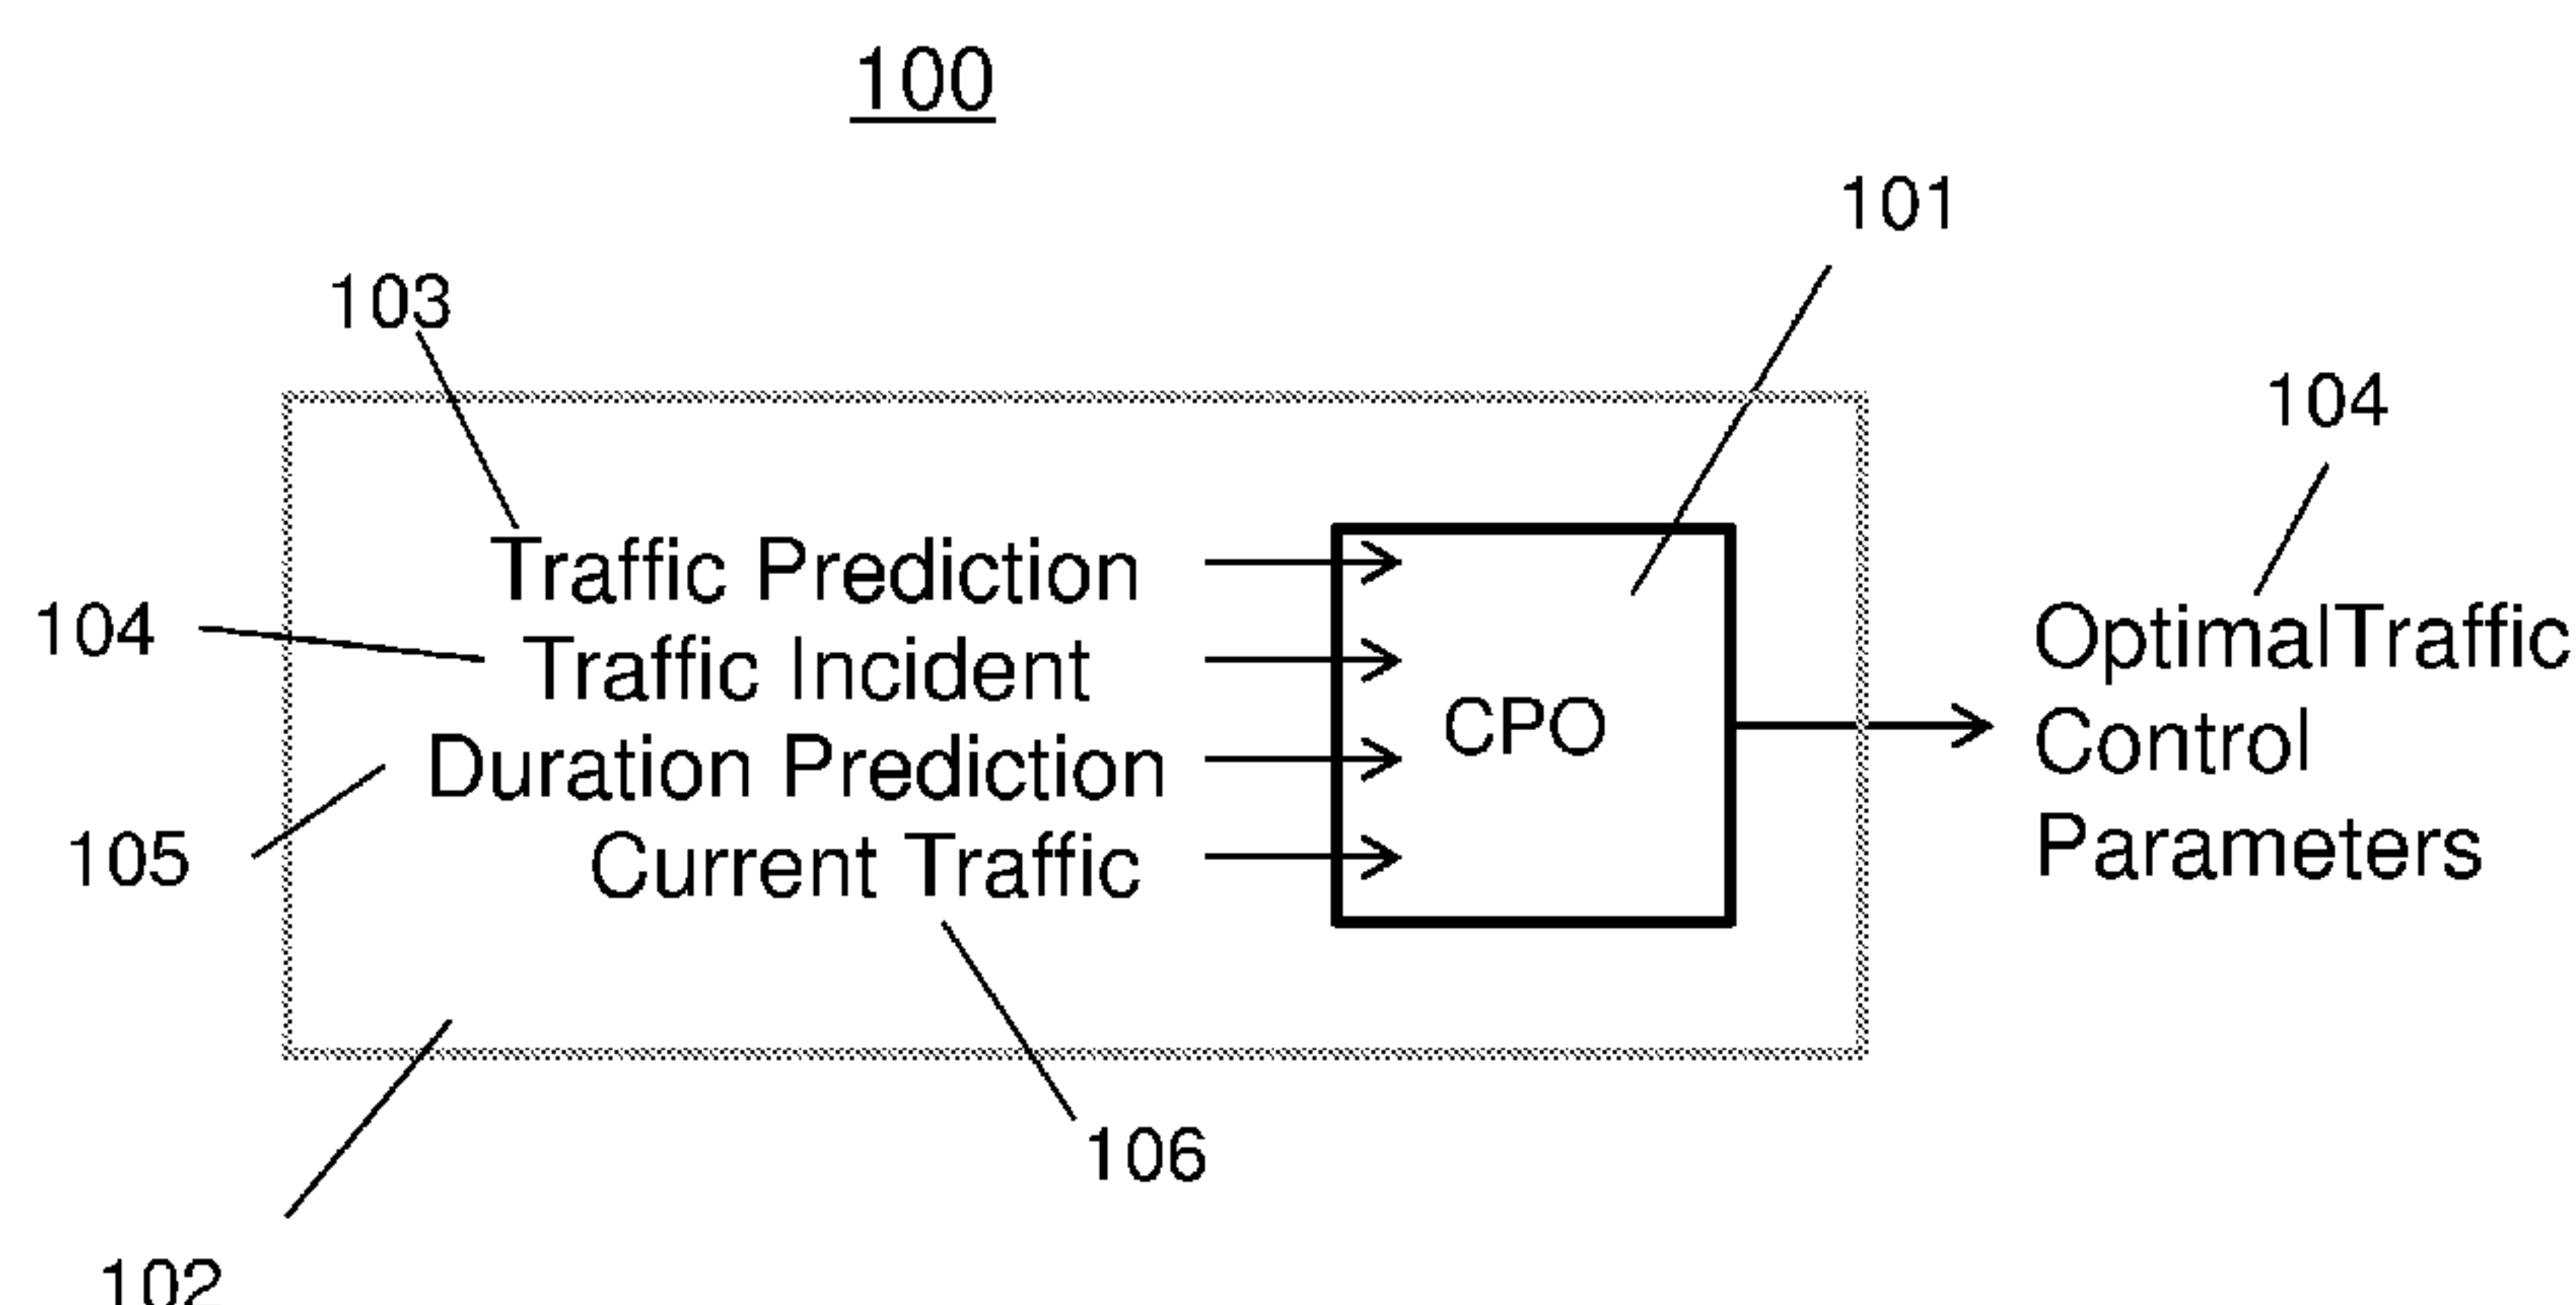 100
101
103
104
Traffic Prediction
104
Traffic Incident
OptimalTraffic
CPO
Control
Duration Prediction
105
Current Traffic
Parameters
106
102